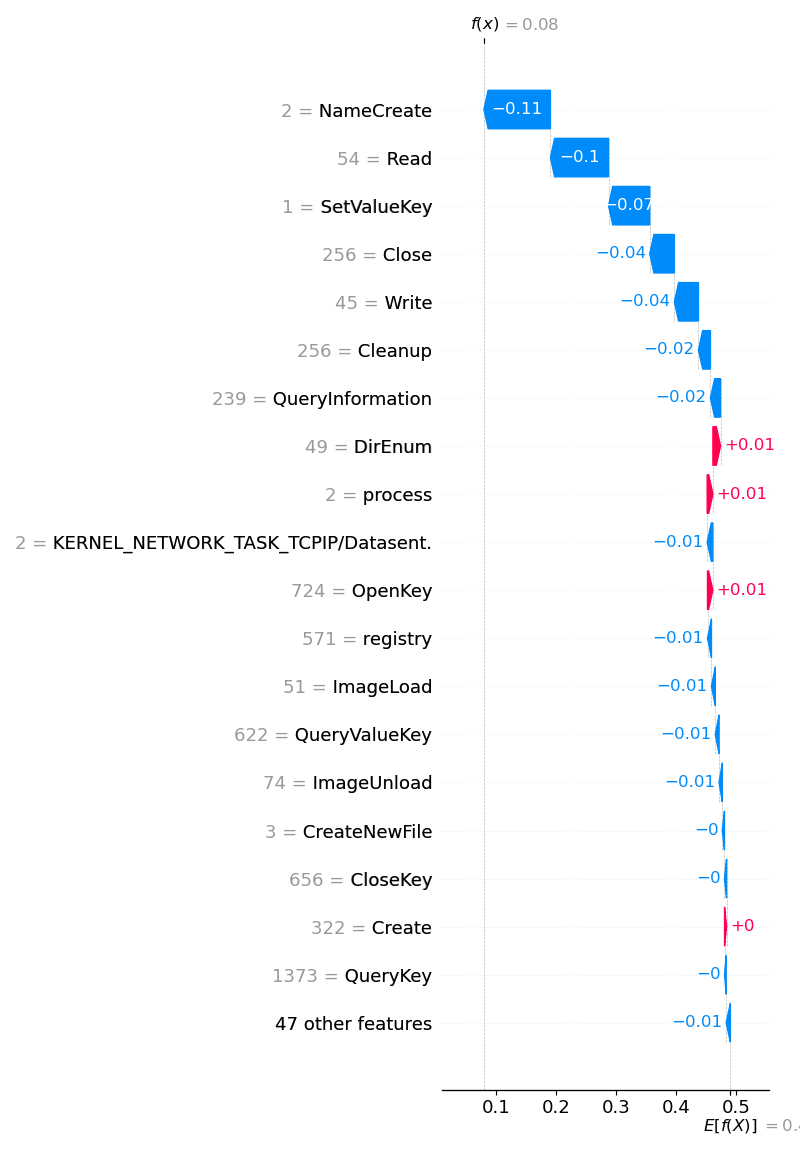 f(x) = 0.08
2 = NameCreate −0.11
54 = Read −0.1
1 = SetValueKey −0.07
256 = Close −0.04
45 = Write −0.04
256 = Cleanup −0.02
239 = QueryInformation −0.02
49 = DirEnum +0.01
2 = process +0.01
2 = KERNEL_NETWORK_TASK_TCPIP/Datasent. −0.01
724 = OpenKey +0.01
571 = registry −0.01
51 = ImageLoad −0.01
622 = QueryValueKey −0.01
74 = ImageUnload −0.01
3 = CreateNewFile −0
656 = CloseKey −0
322 = Create +0
1373 = QueryKey −0
47 other features −0.01
0.1 0.2 0.3 0.4 0.5
E[f(X)] =